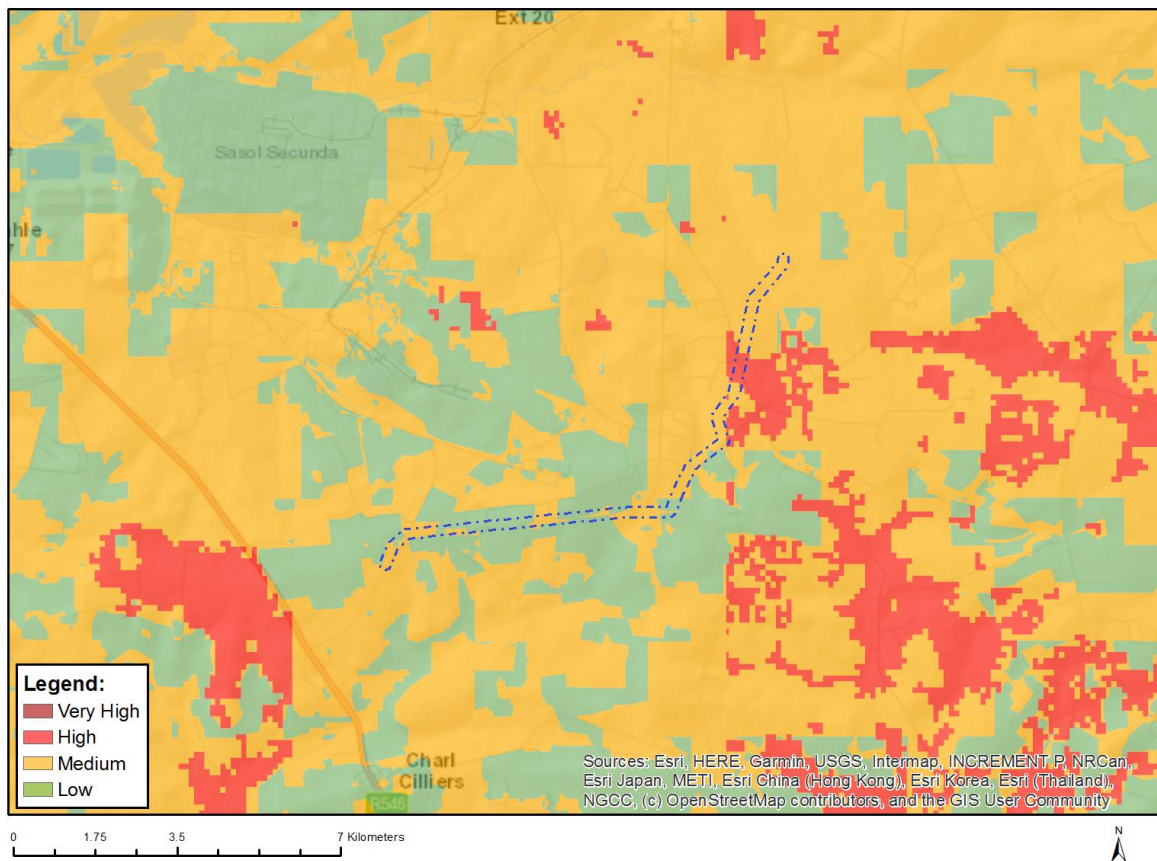 Ext 20
Sasol Secunda
ahle
Legend:
Very High
High
Medium
Low
Charl
Cilliers
R546
Sources: Esri, HERE, Garmin, USGS, Intermap, INCREMENT P, NRCan,
Esri Japan, METI, Esri China (Hong Kong), Esri Korea, Esri (Thailand),
NGCC, (c) OpenStreetMap contributors, and the GIS User Community
0 1.75 3.5 7 Kilometers
N